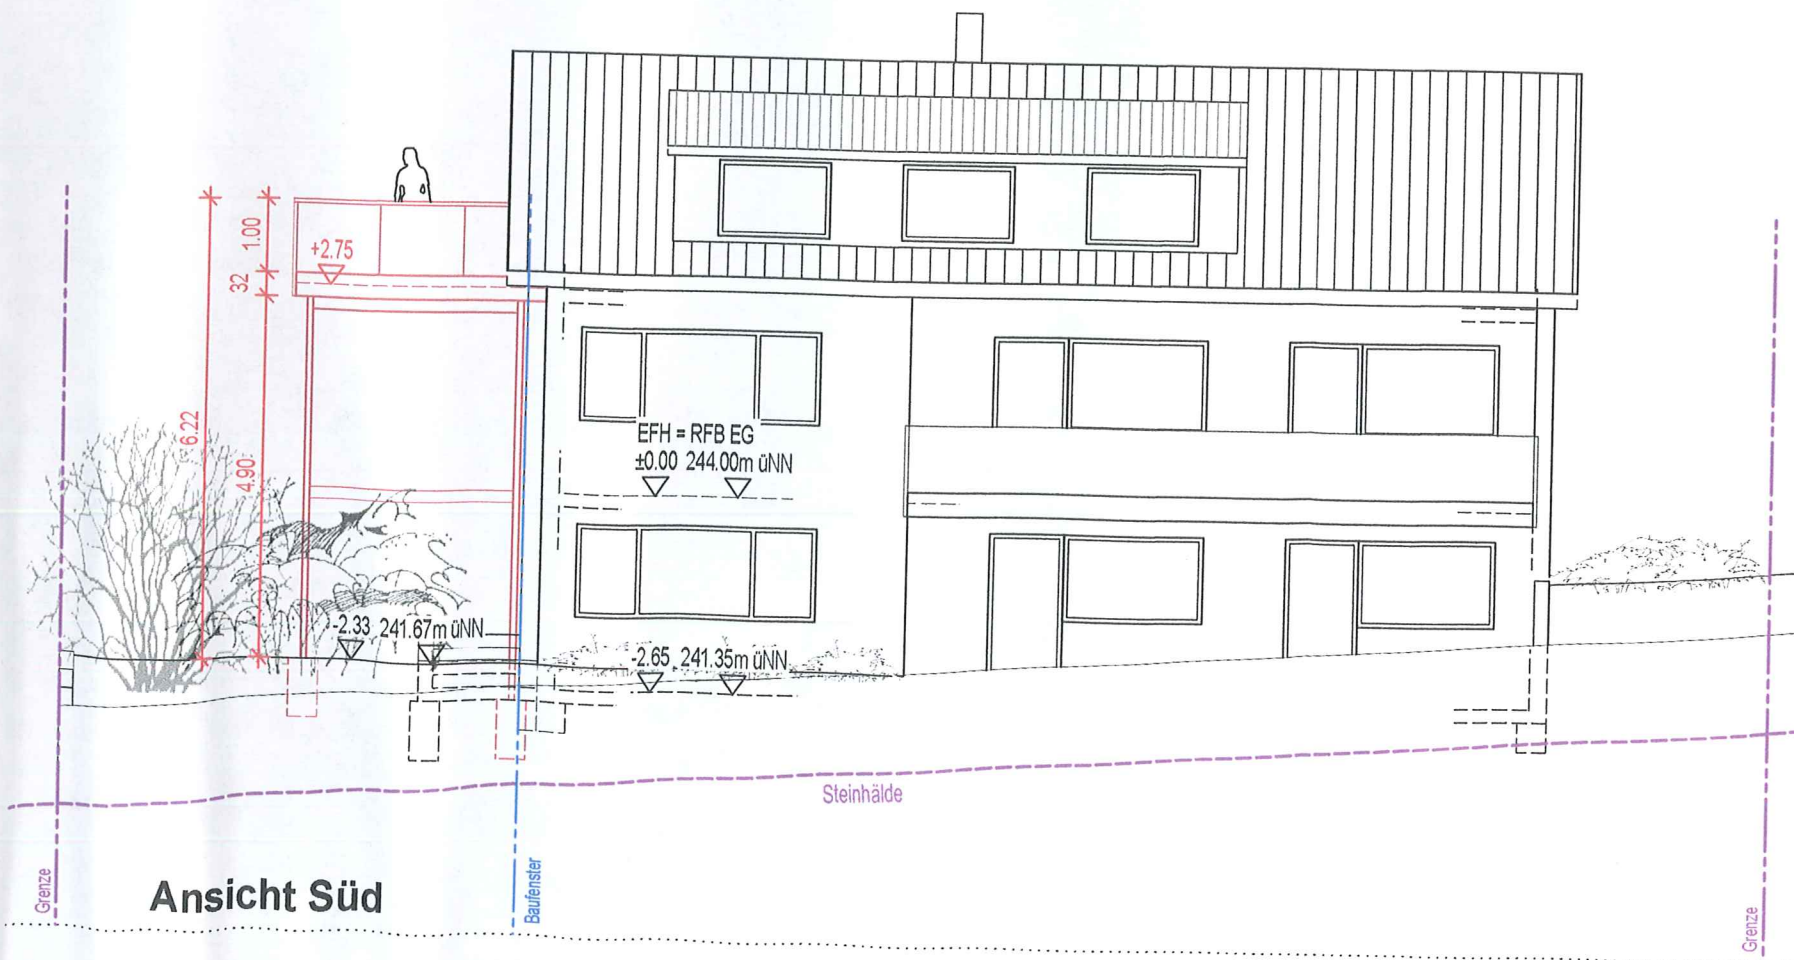 1.00
+2.75
32
6.22
4.90
EFH = RFB EG
±0.00 244.00m üNN
-2.33 241.67m üNN
-2.65 241.35m üNN
Steinhälde
Grenze
Ansicht Süd
Baufenster
Grenze